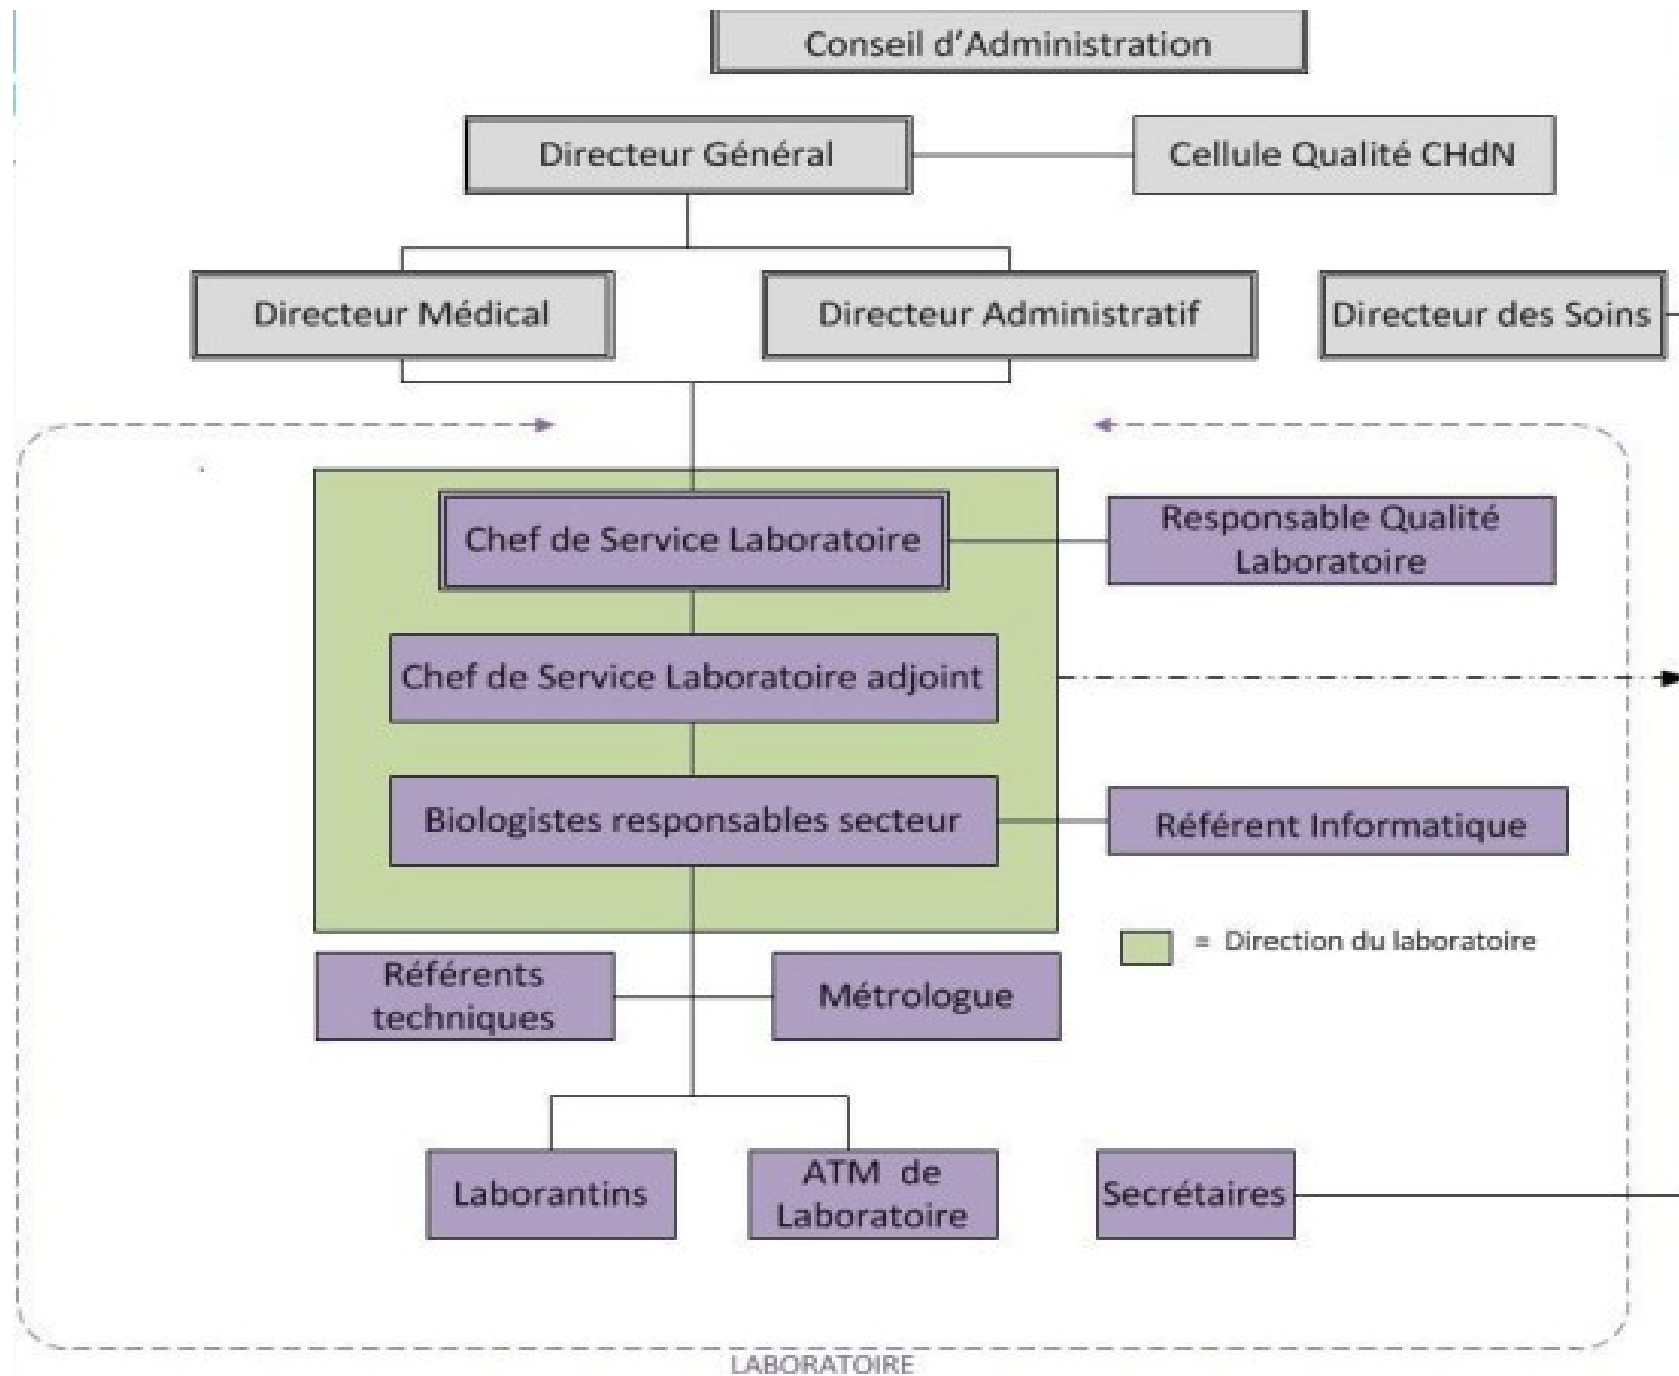 Conseil d'Administration
Directeur Général
Cellule Qualité CHdN
Directeur Médical
Directeur Administratif
Directeur des Soins
Chef de Service Laboratoire
Responsable Qualité
Laboratoire
Chef de Service Laboratoire adjoint
Biologistes responsables secteur
Référent Informatique
= Direction du laboratoire
Référents
techniques
Métrologue
Laborantins
ATM de
Laboratoire
Secrétaires
LABORATOIRE